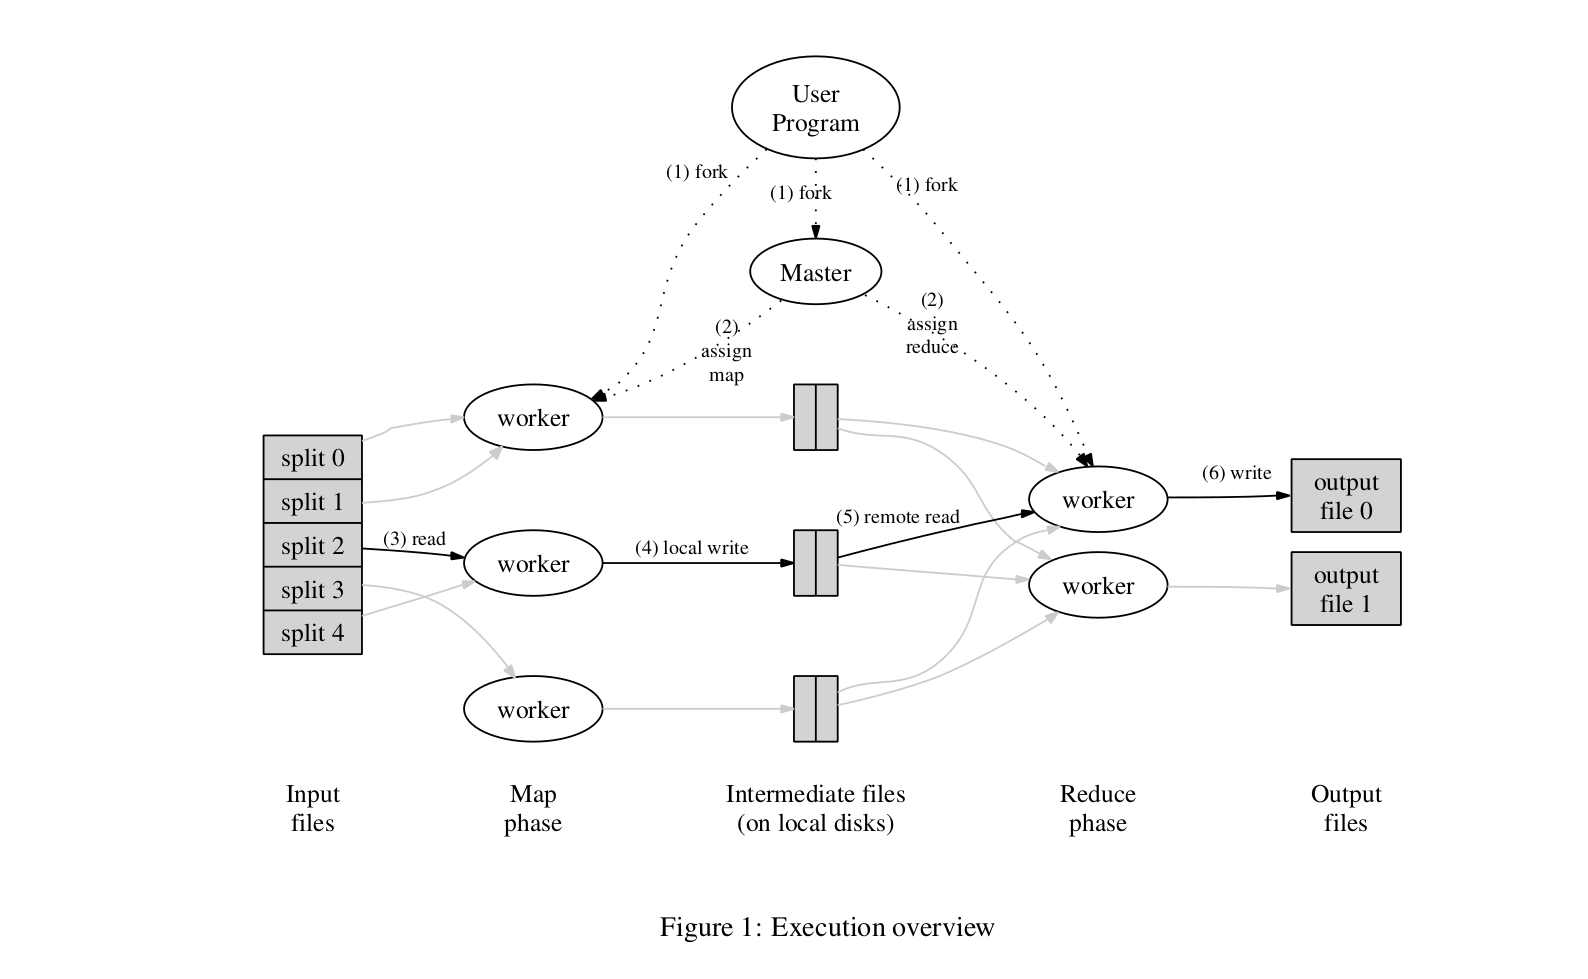 User
Program
(1) fork
(1) fork
(1) fork
Master
(2)
assign
map
(2)
assign
reduce
split 0
split 1
split 2
split 3
split 4
(3) read
worker
worker
worker
(4) local write
(5) remote read
worker
worker
(6) write
output
file 0
output
file 1
Input
files
Map
phase
Intermediate files
(on local disks)
Reduce
phase
Output
files
Figure 1: Execution overview